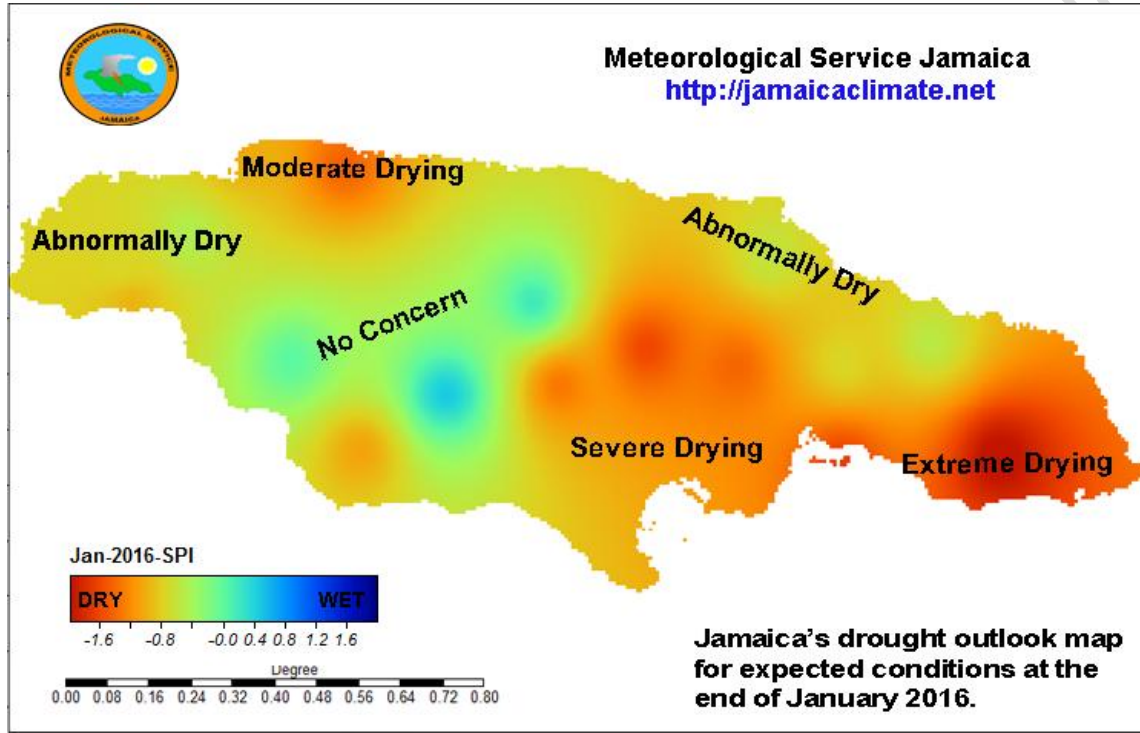 METEOROLOGICAL SERVICE
JAMAICA
Meteorological Service Jamaica
http://jamaicaclimate.net
Moderate Drying
Abnormally Dry
Abnormally Dry
No Concern
Severe Drying
Extreme Drying
Jan-2016-SPI
DRY WET
-1.6 -0.8 -0.0 0.4 0.8 1.2 1.6
Degree
0.00 0.08 0.16 0.24 0.32 0.40 0.48 0.56 0.64 0.72 0.80
Jamaica's drought outlook map
for expected conditions at the
end of January 2016.